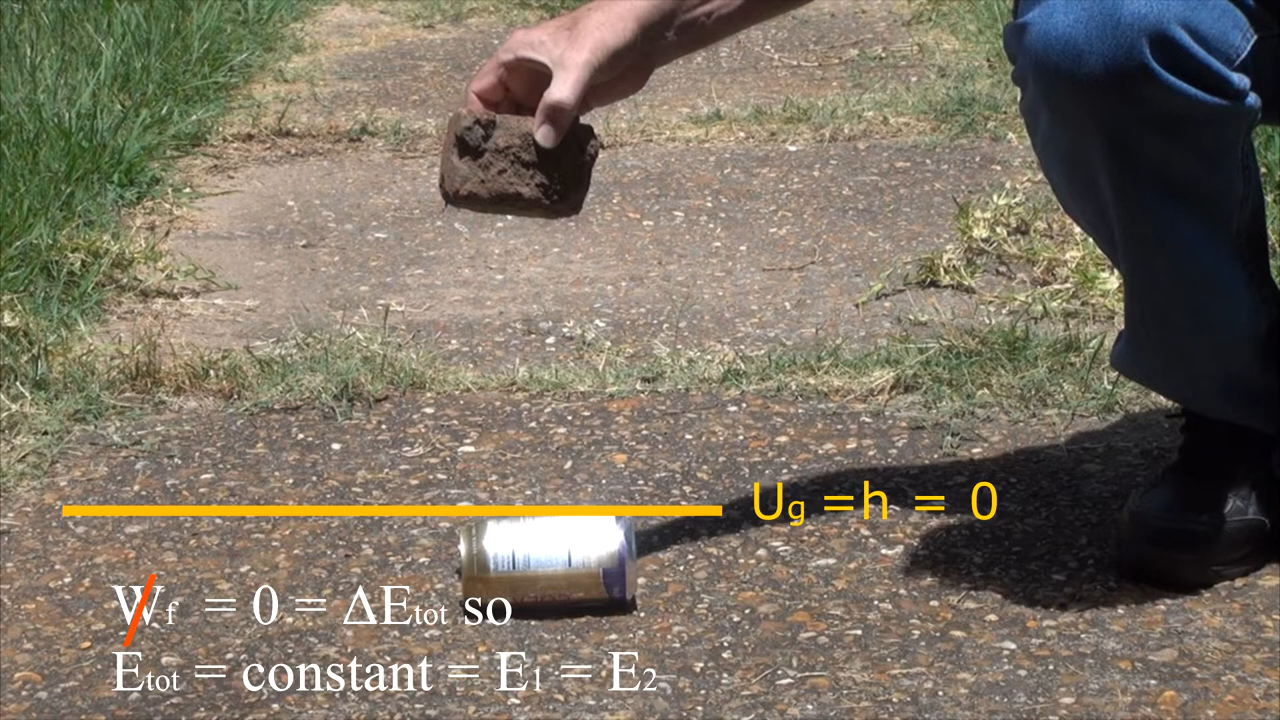 Ug = h = 0
Wf = 0 = ΔEtot so
Etot = constant = E1 = E2